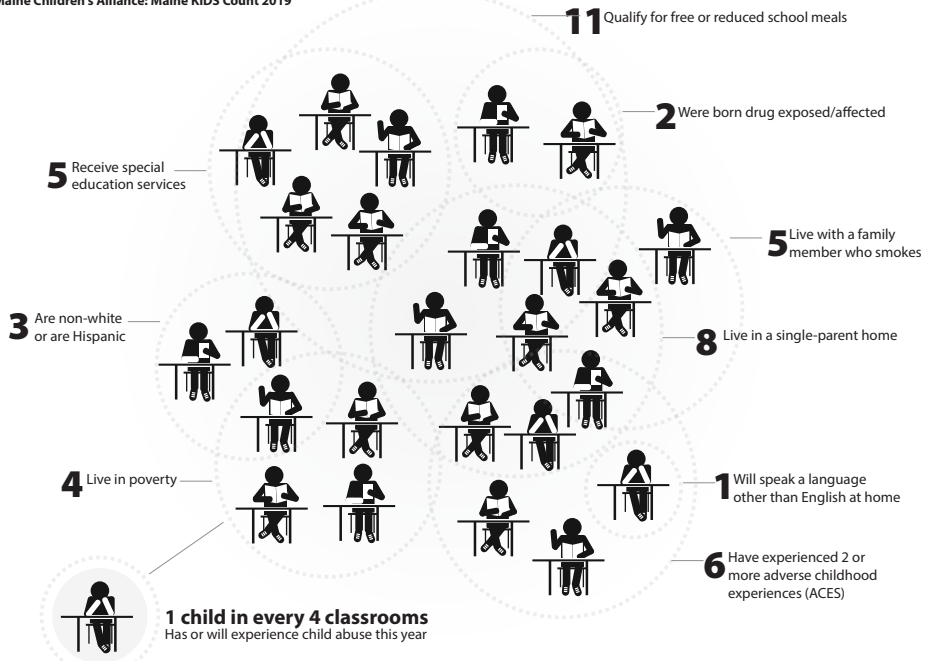 Maine Children's Alliance: Maine KIDS Count 2019
11 Qualify for free or reduced school meals
2 Were born drug exposed/affected
5 Receive special
education services
5 Live with a family
member who smokes
3 Are non-white
or are Hispanic
8 Live in a single-parent home
4 Live in poverty
1 Will speak a language
other than English at home
6 Have experienced 2 or
more adverse childhood
experiences (ACES)
1 child in every 4 classrooms
Has or will experience child abuse this year